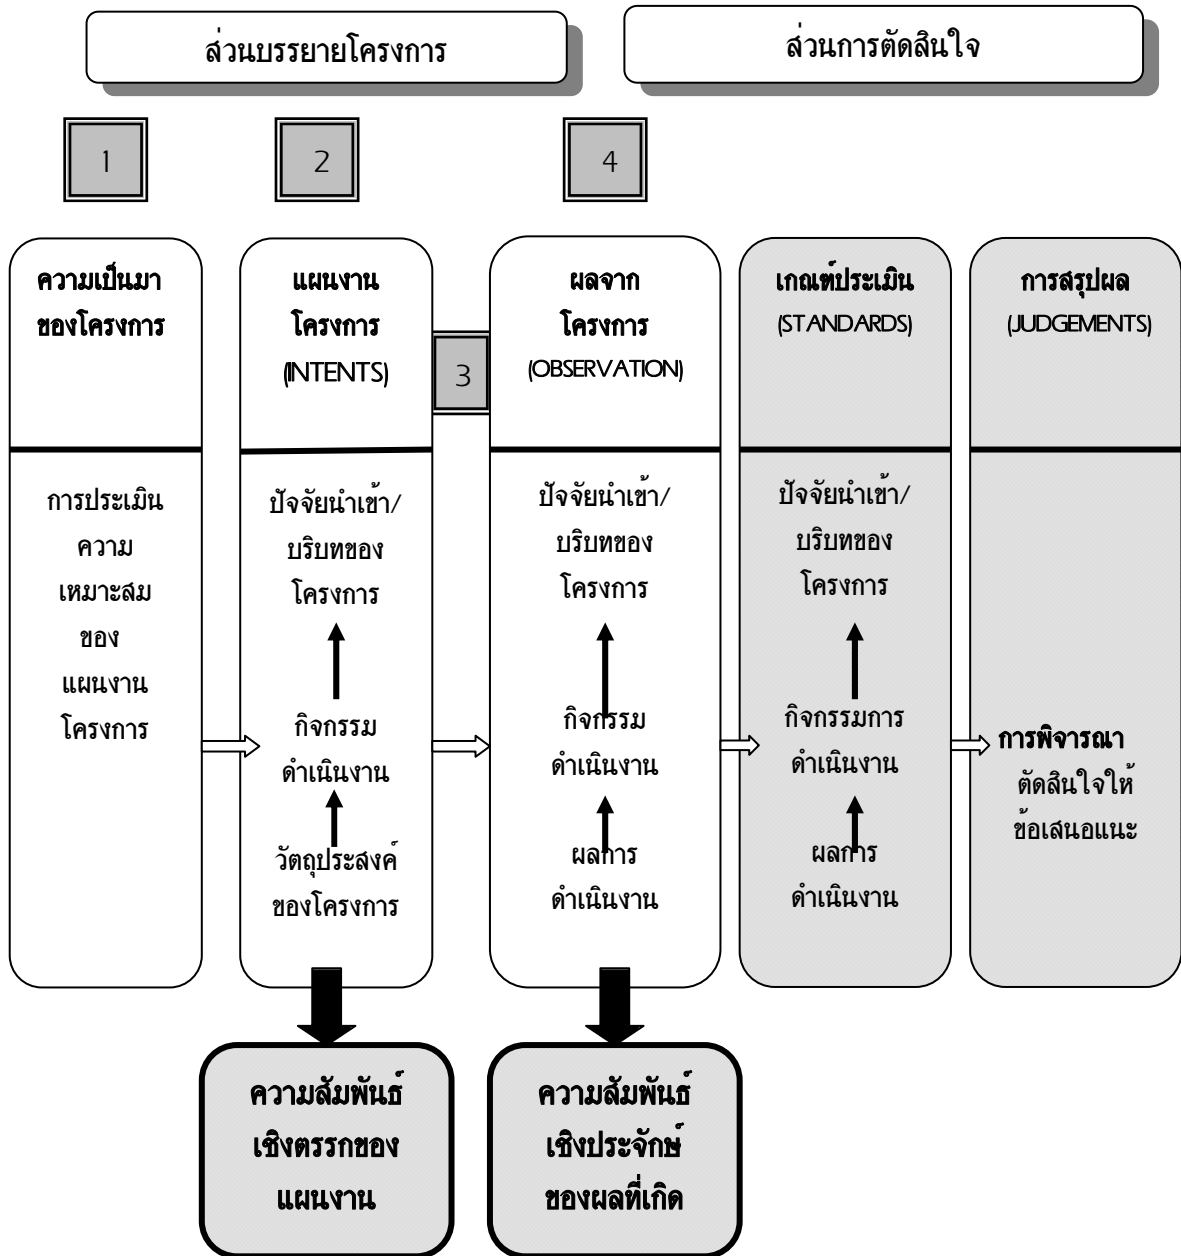 ส่วนบรรยายโครงการ
ส่วนการตัดสินใจ
1
2
4
ความเป็นมา
ของโครงการ
การประเมิน
ความ
เหมาะสม
ของ
แผนงาน
โครงการ
แผนงาน
โครงการ
(INTENTS)
ปัจจัยนำเข้า/
บริบทของ
โครงการ
กิจกรรม
ดำเนินงาน
วัตถุประสงค์
ของโครงการ
3
ผลจาก
โครงการ
(OBSERVATION)
ปัจจัยนำเข้า/
บริบทของ
โครงการ
กิจกรรม
ดำเนินงาน
ผลการ
ดำเนินงาน
เกณฑ์ประเมิน
(STANDARDS)
ปัจจัยนำเข้า/
บริบทของ
โครงการ
กิจกรรมการ
ดำเนินงาน
ผลการ
ดำเนินงาน
การสรุปผล
(JUDGEMENTS)
การพิจารณา
ตัดสินใจให้
ข้อเสนอแนะ
ความสัมพันธ์
เชิงตรรกของ
แผนงาน
ความสัมพันธ์
เชิงประจักษ์
ของผลที่เกิด